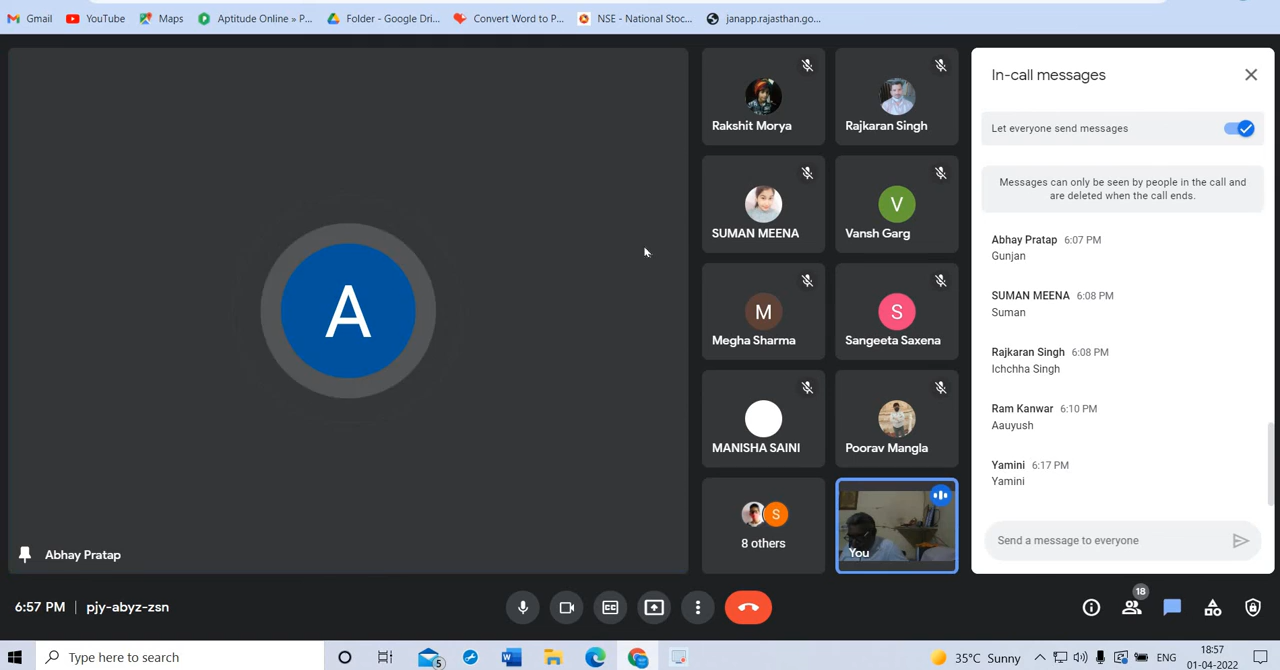 Gmail
YouTube
Maps
Aptitude Online » P...
Folder - Google Dri...
Convert Word to P...
NSE - National Stoc...
janapp.rajasthan.go...
A
Abhay Pratap
Rakshit Morya
Rajkaran Singh
SUMAN MEENA
V
Vansh Garg
M
Megha Sharma
S
Sangeeta Saxena
MANISHA SAINI
Poorav Mangla
S
8 others
You
In-call messages
Let everyone send messages
Messages can only be seen by people in the call and
are deleted when the call ends.
Abhay Pratap 6:07 PM
Gunjan
SUMAN MEENA 6:08 PM
Suman
Rajkaran Singh 6:08 PM
Ichchha Singh
Ram Kanwar 6:10 PM
Aauyush
Yamini 6:17 PM
Yamini
Send a message to everyone
6:57 PM | pjy-abyz-zsn
CC
18
Type here to search
5
W
35°C Sunny
ENG
18:57
01-04-2022